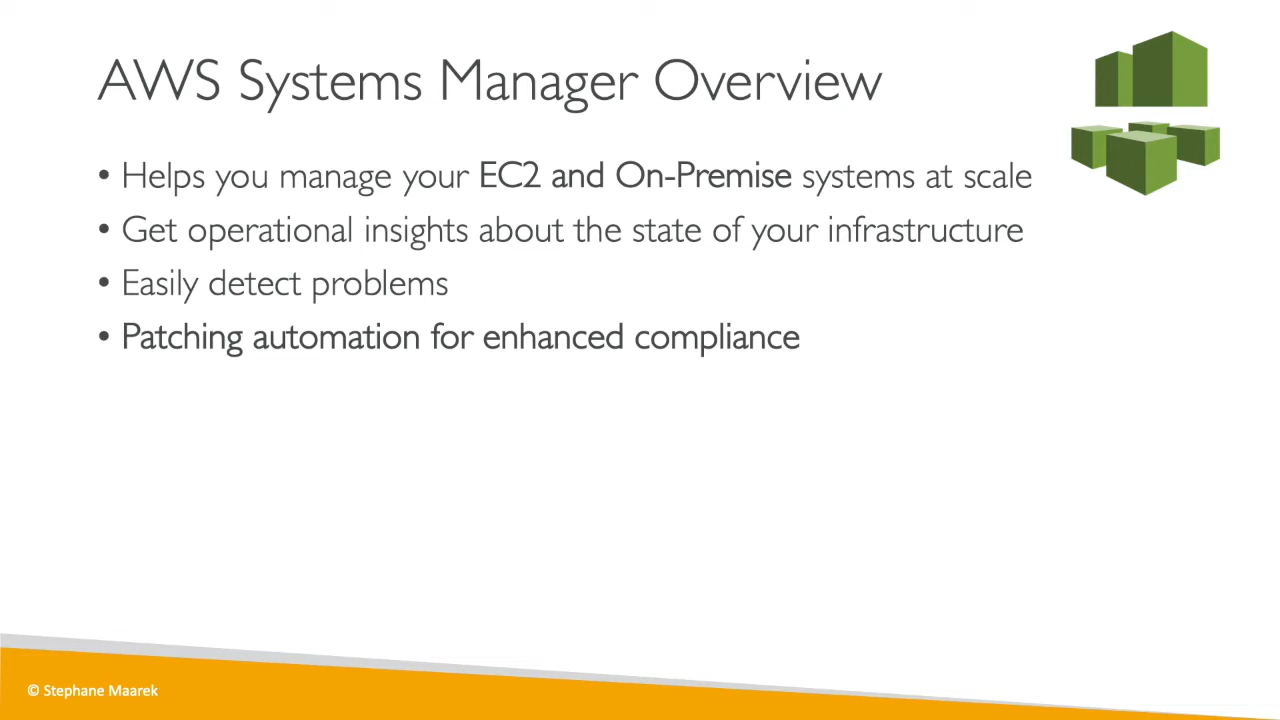 AWS Systems Manager Overview
• Helps you manage your EC2 and On-Premise systems at scale
• Get operational insights about the state of your infrastructure
• Easily detect problems
• Patching automation for enhanced compliance
© Stephane Maarek